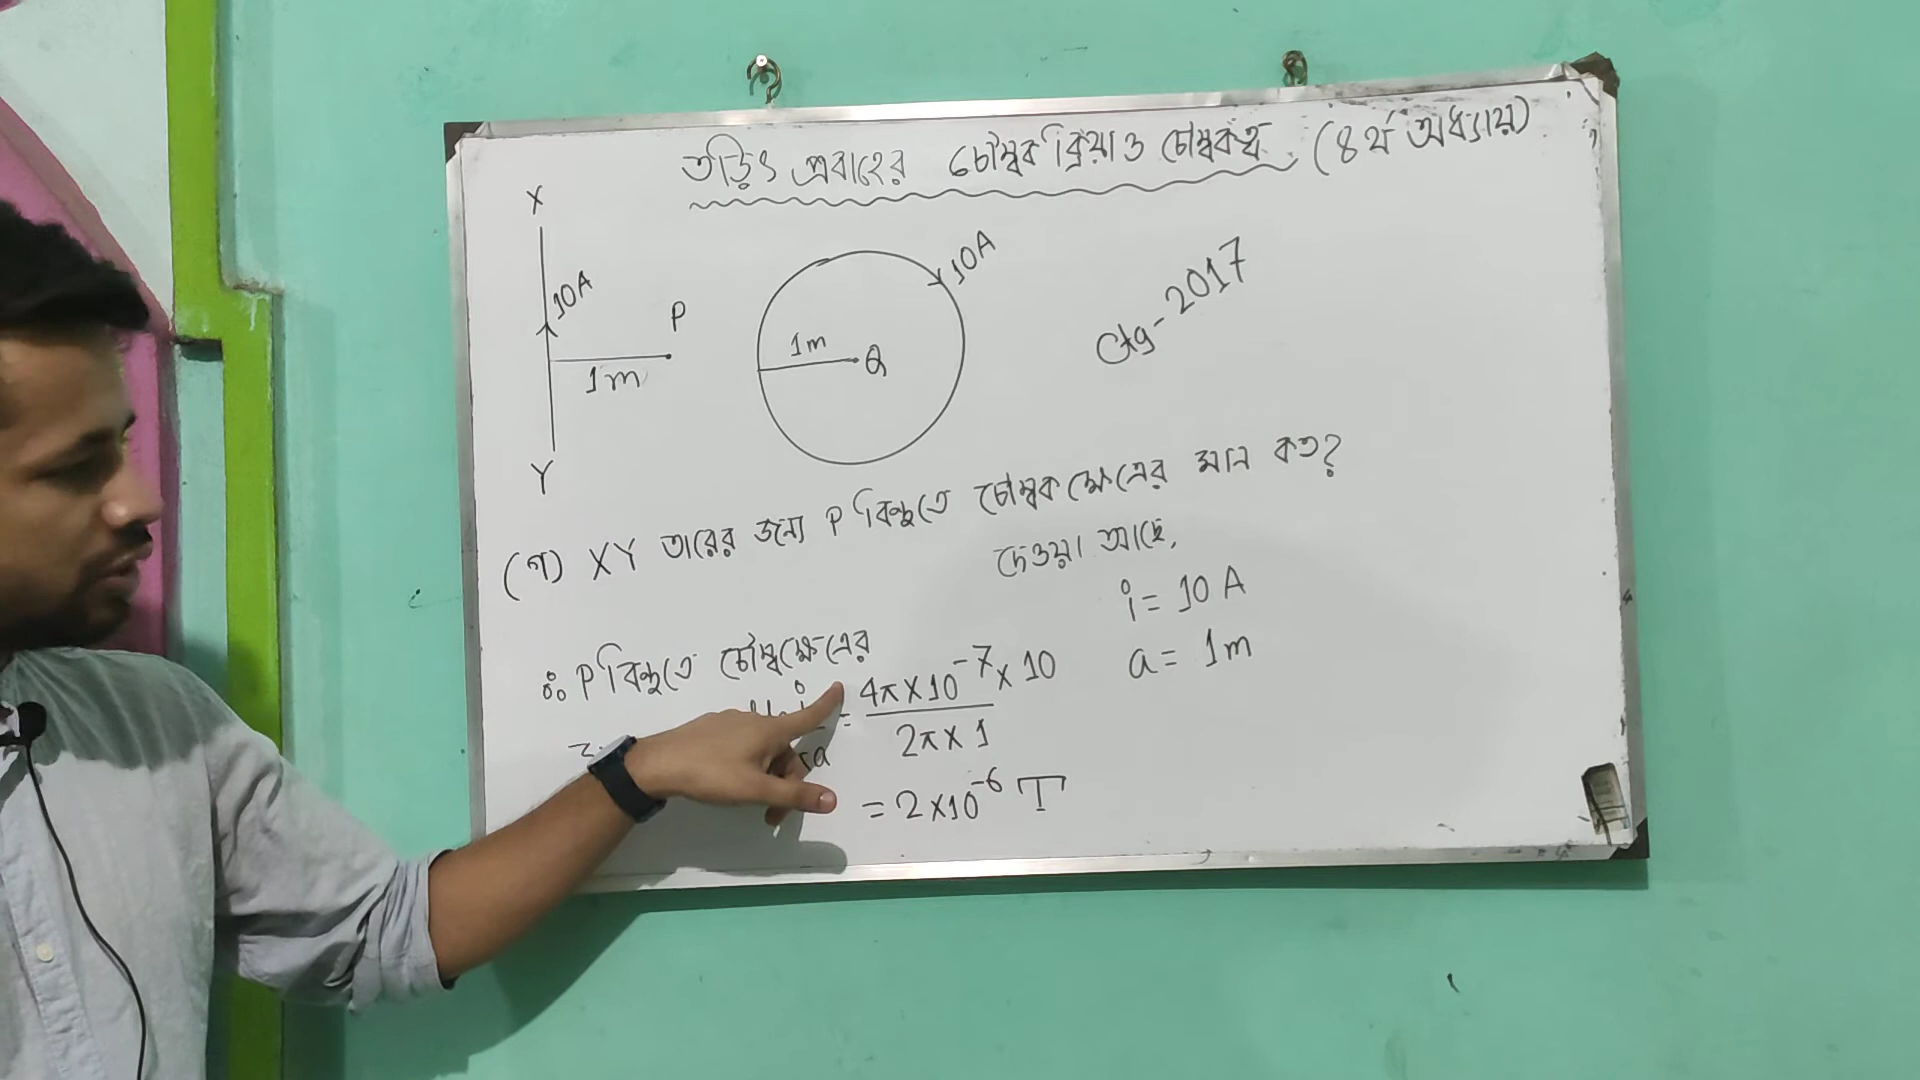 তড়িৎ প্রবাহের চৌম্বক ক্রিয়া ও চৌম্বকত্ব (৪র্থ অধ্যায়)
X
10A
P
1m
Y
10A
1m
Q
Ctg-2017
(গ) XY তারের জন্য P বিন্দুতে চৌম্বক ক্ষেত্রের মান কত?
দেওয়া আছে,
i = 10 A
a = 1m
∴ P বিন্দুতে চৌম্বক্ষেত্রের
= 4π×10⁻⁷ × 10 / 2π × 1
= 2×10⁻⁶ T